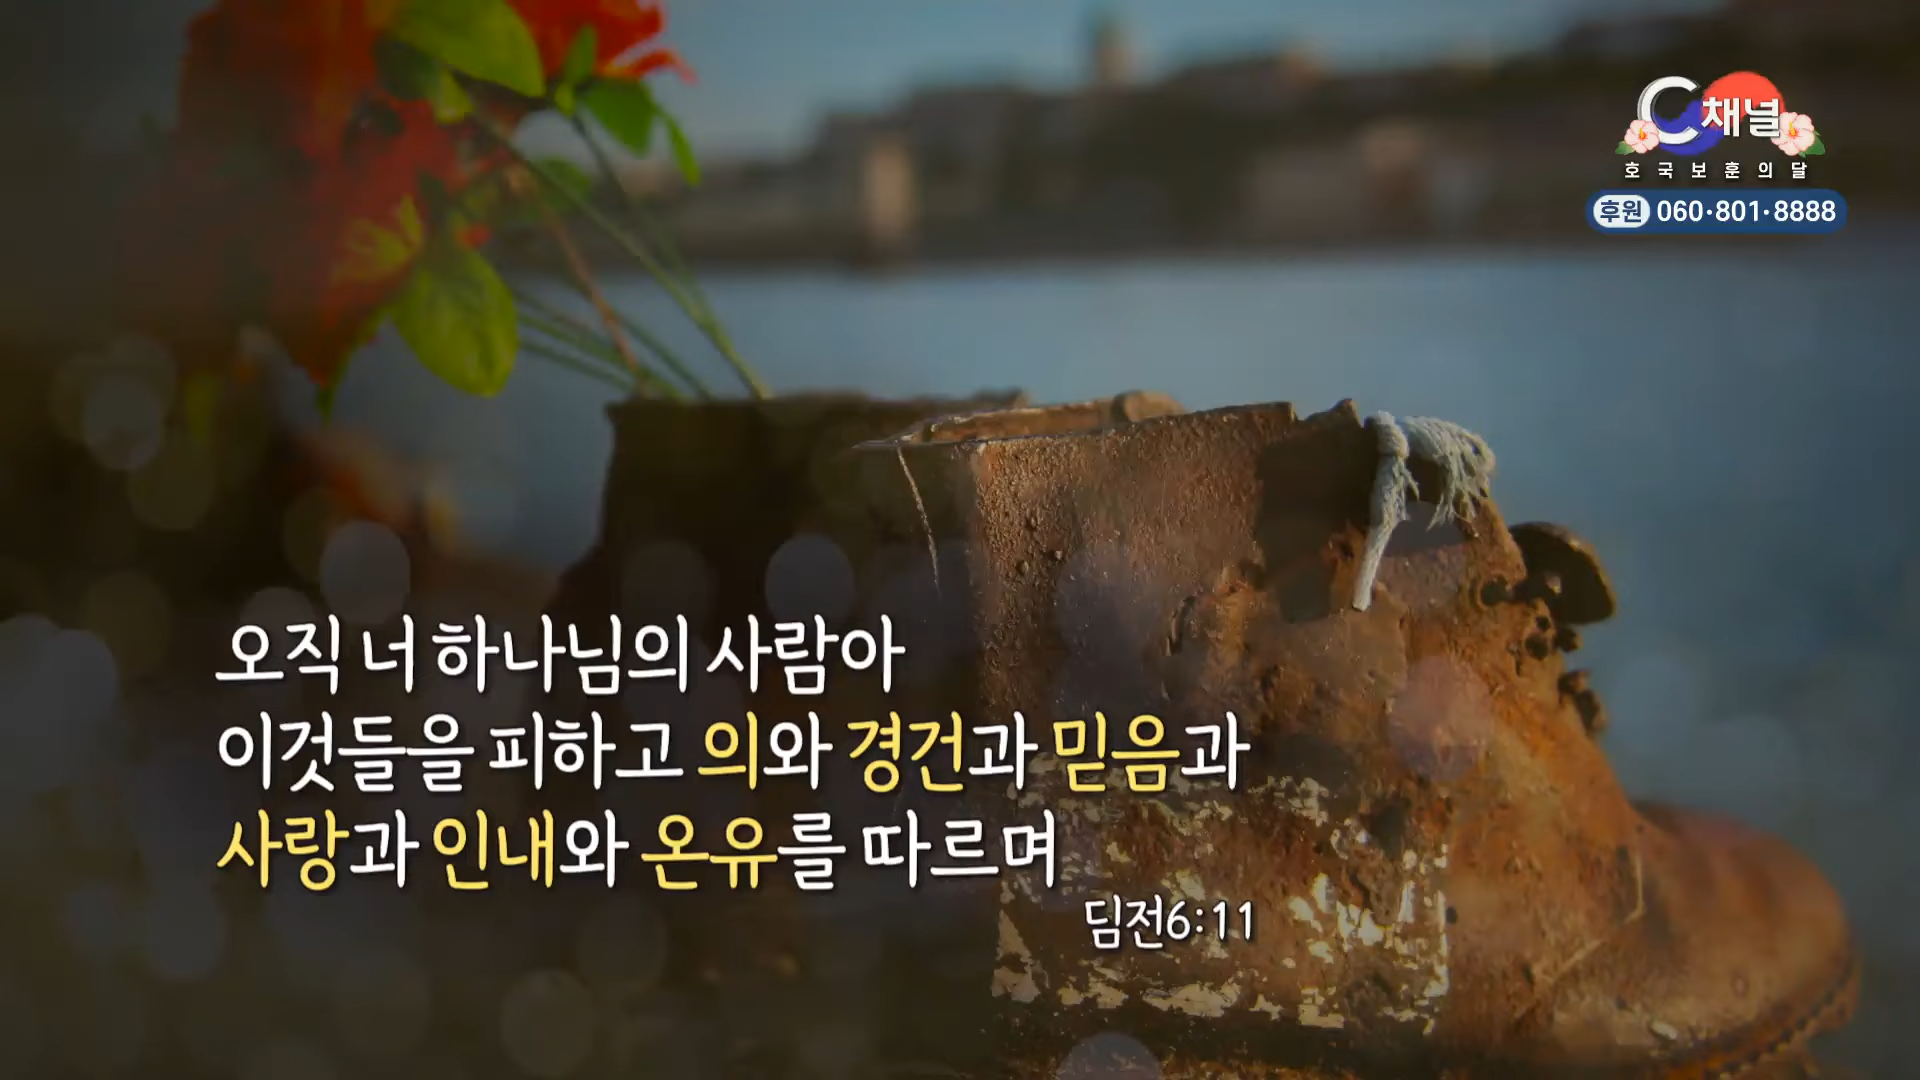 C채널
호국보훈의달
후원 060·801·8888
오직 너 하나님의 사람아
이것들을 피하고 의와 경건과 믿음과
사랑과 인내와 온유를 따르며
딤전6:11